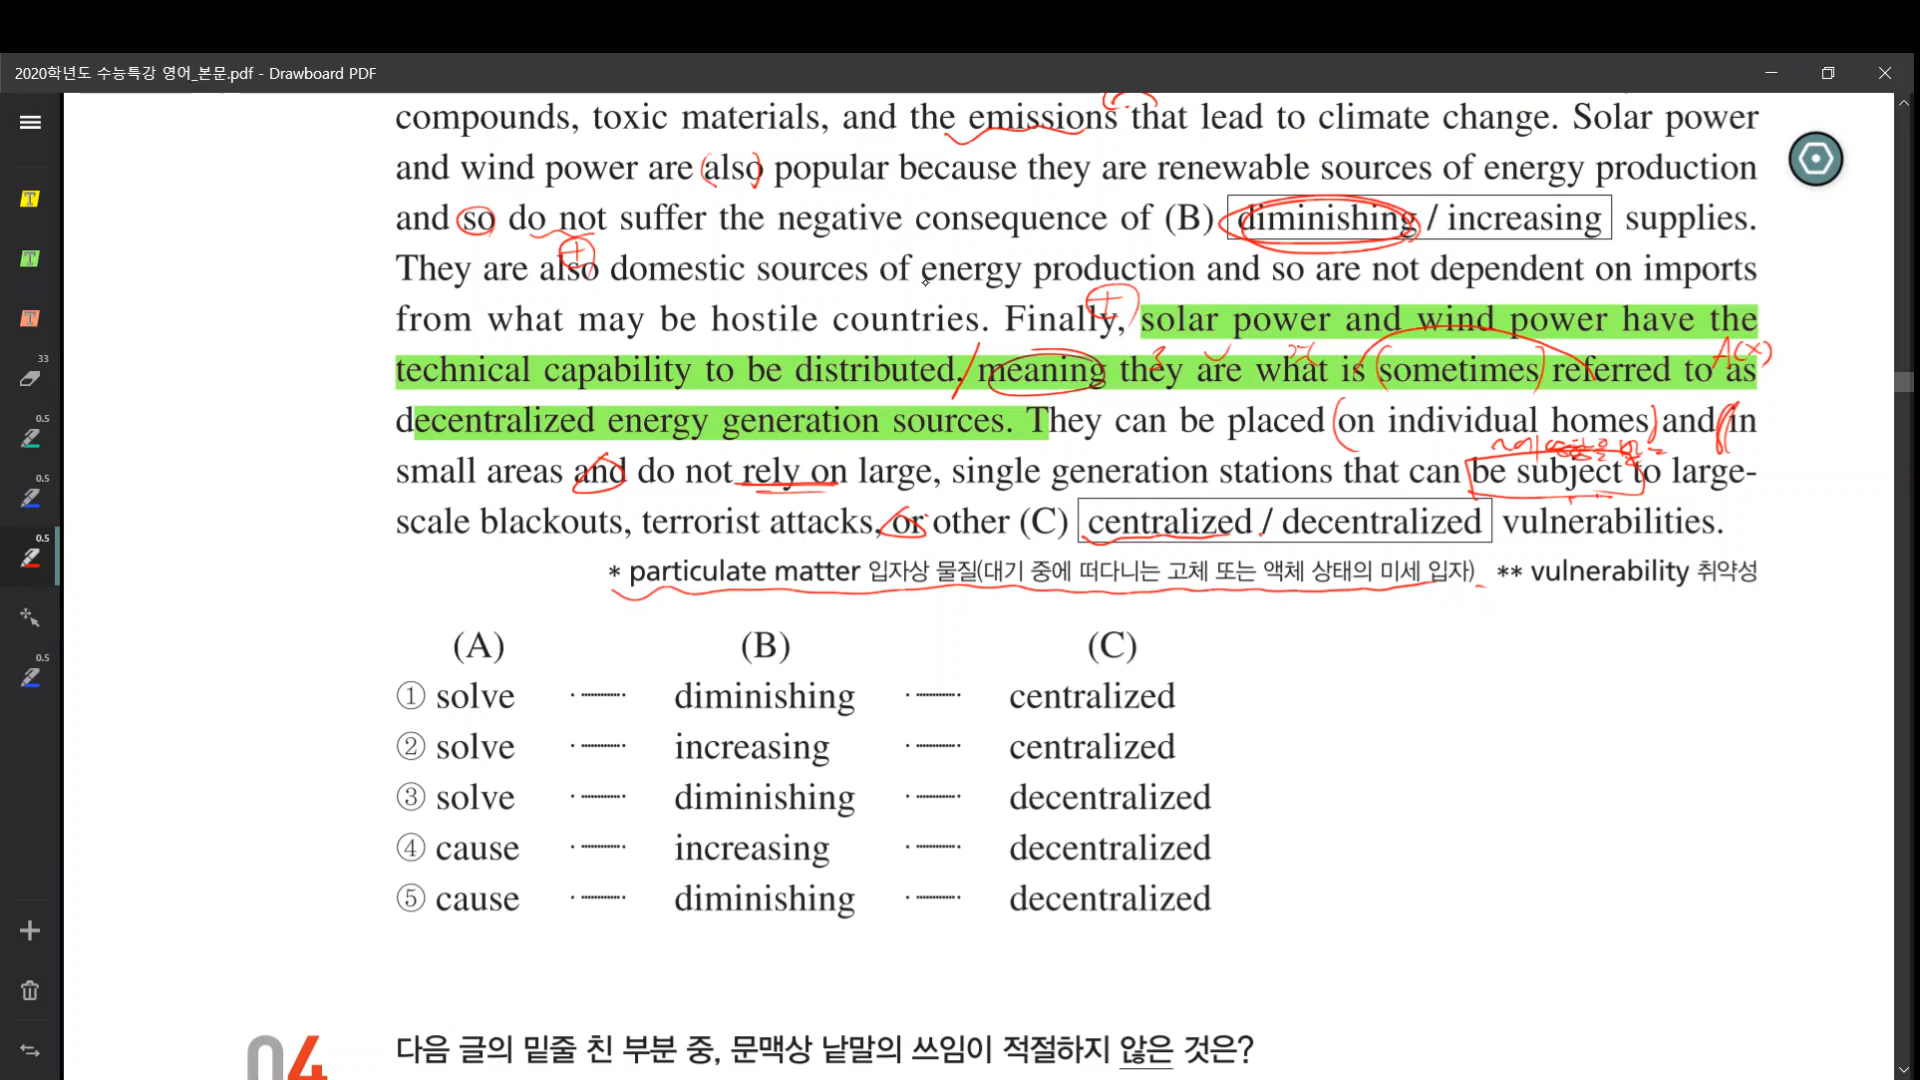 2020학년도 수능특강 영어_본문.pdf - Drawboard PDF
compounds, toxic materials, and the emissions that lead to climate change. Solar power
and wind power are also popular because they are renewable sources of energy production
and so do not suffer the negative consequence of (B) diminishing / increasing supplies.
They are also domestic sources of energy production and so are not dependent on imports
from what may be hostile countries. Finally, solar power and wind power have the
A(X)
technical capability to be distributed, meaning they are what is sometimes referred to as
decentralized energy generation sources. They can be placed on individual homes and in
small areas and do not rely on large, single generation stations that can be subject to large-
scale blackouts, terrorist attacks, or other (C) centralized / decentralized vulnerabilities.
* particulate matter 입자상 물질(대기 중에 떠다니는 고체 또는 액체 상태의 미세 입자) ** vulnerability 취약성
(A) (B) (C)
① solve diminishing centralized
② solve increasing centralized
③ solve diminishing decentralized
④ cause increasing decentralized
⑤ cause diminishing decentralized
04 다음 글의 밑줄 친 부분 중, 문맥상 낱말의 쓰임이 적절하지 않은 것은?
33
0.5
0.5
0.5
0.5